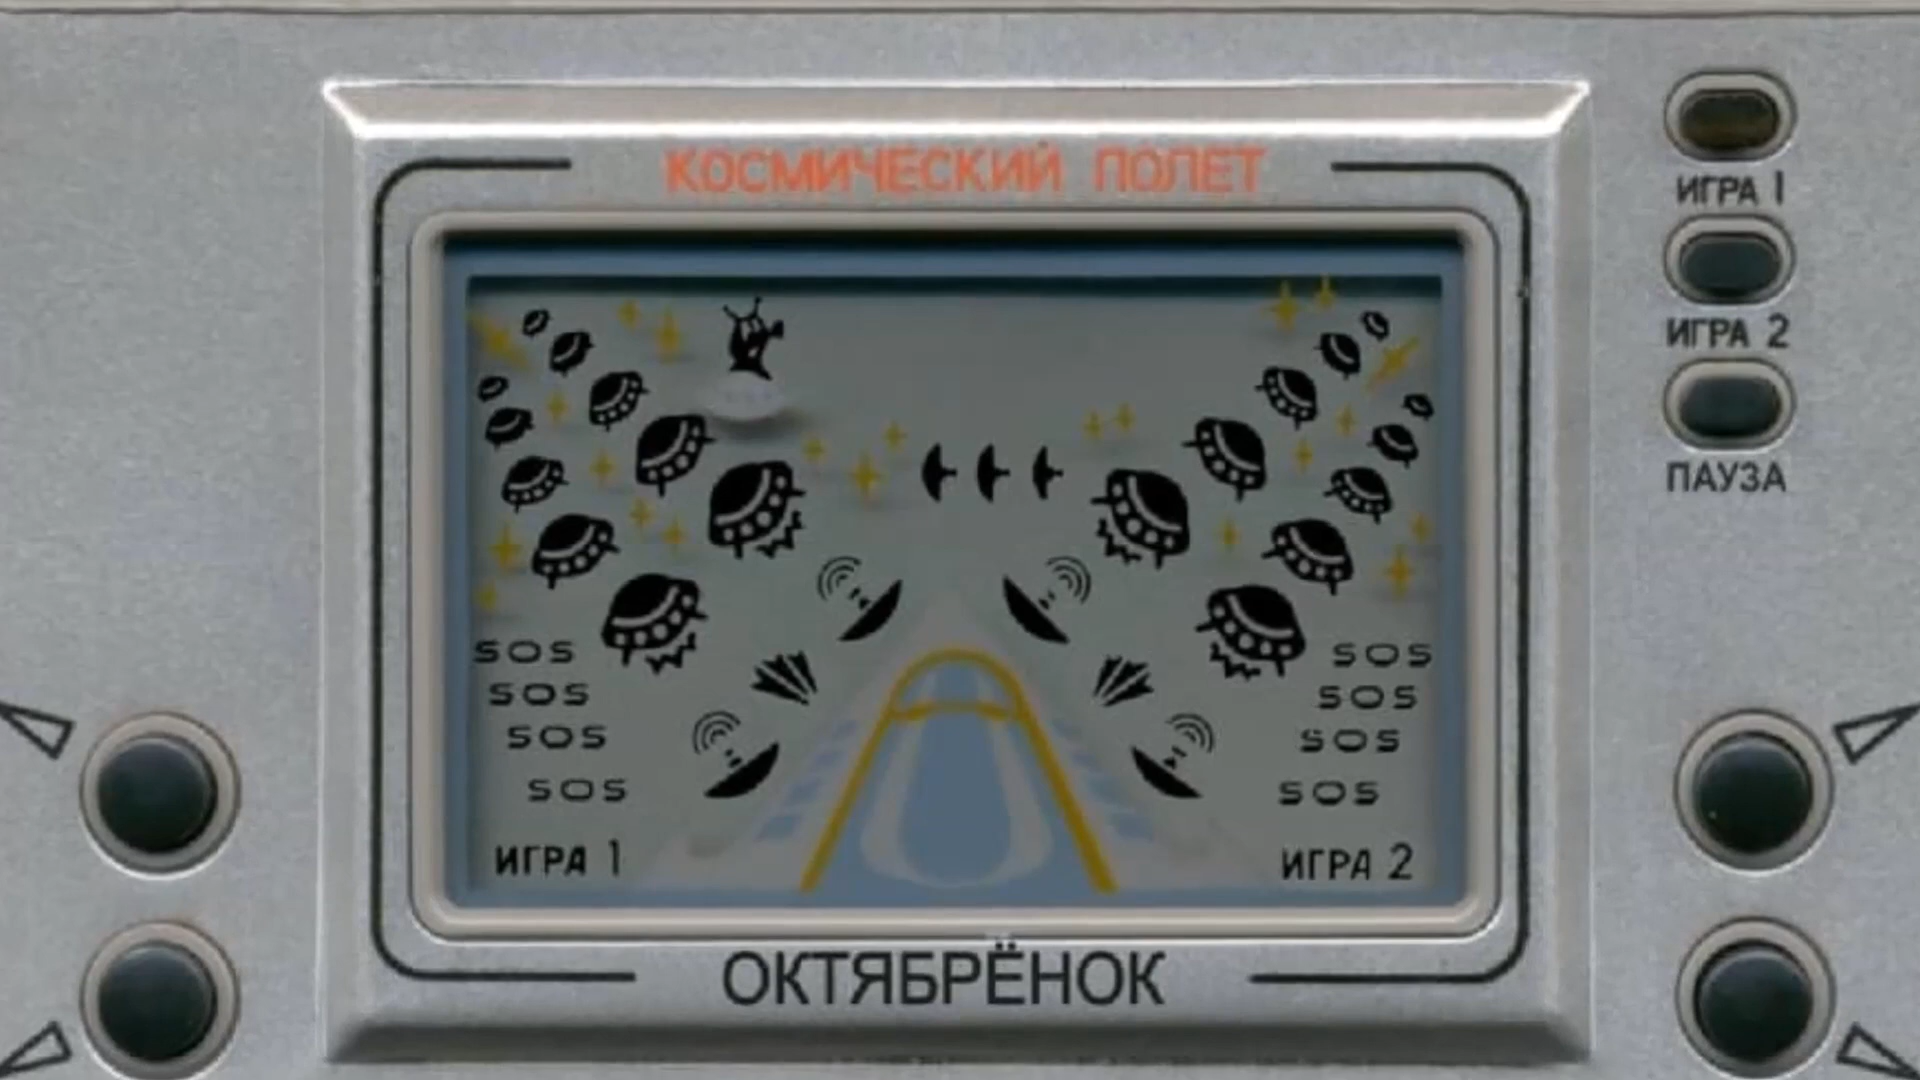 КОСМИЧЕСКИЙ ПОЛЕТ
ИГРА 1
ИГРА 2
ПАУЗА
SOS SOS
SOS SOS
SOS SOS
SOS SOS
ИГРА 1 ИГРА 2
ОКТЯБРЁНОК